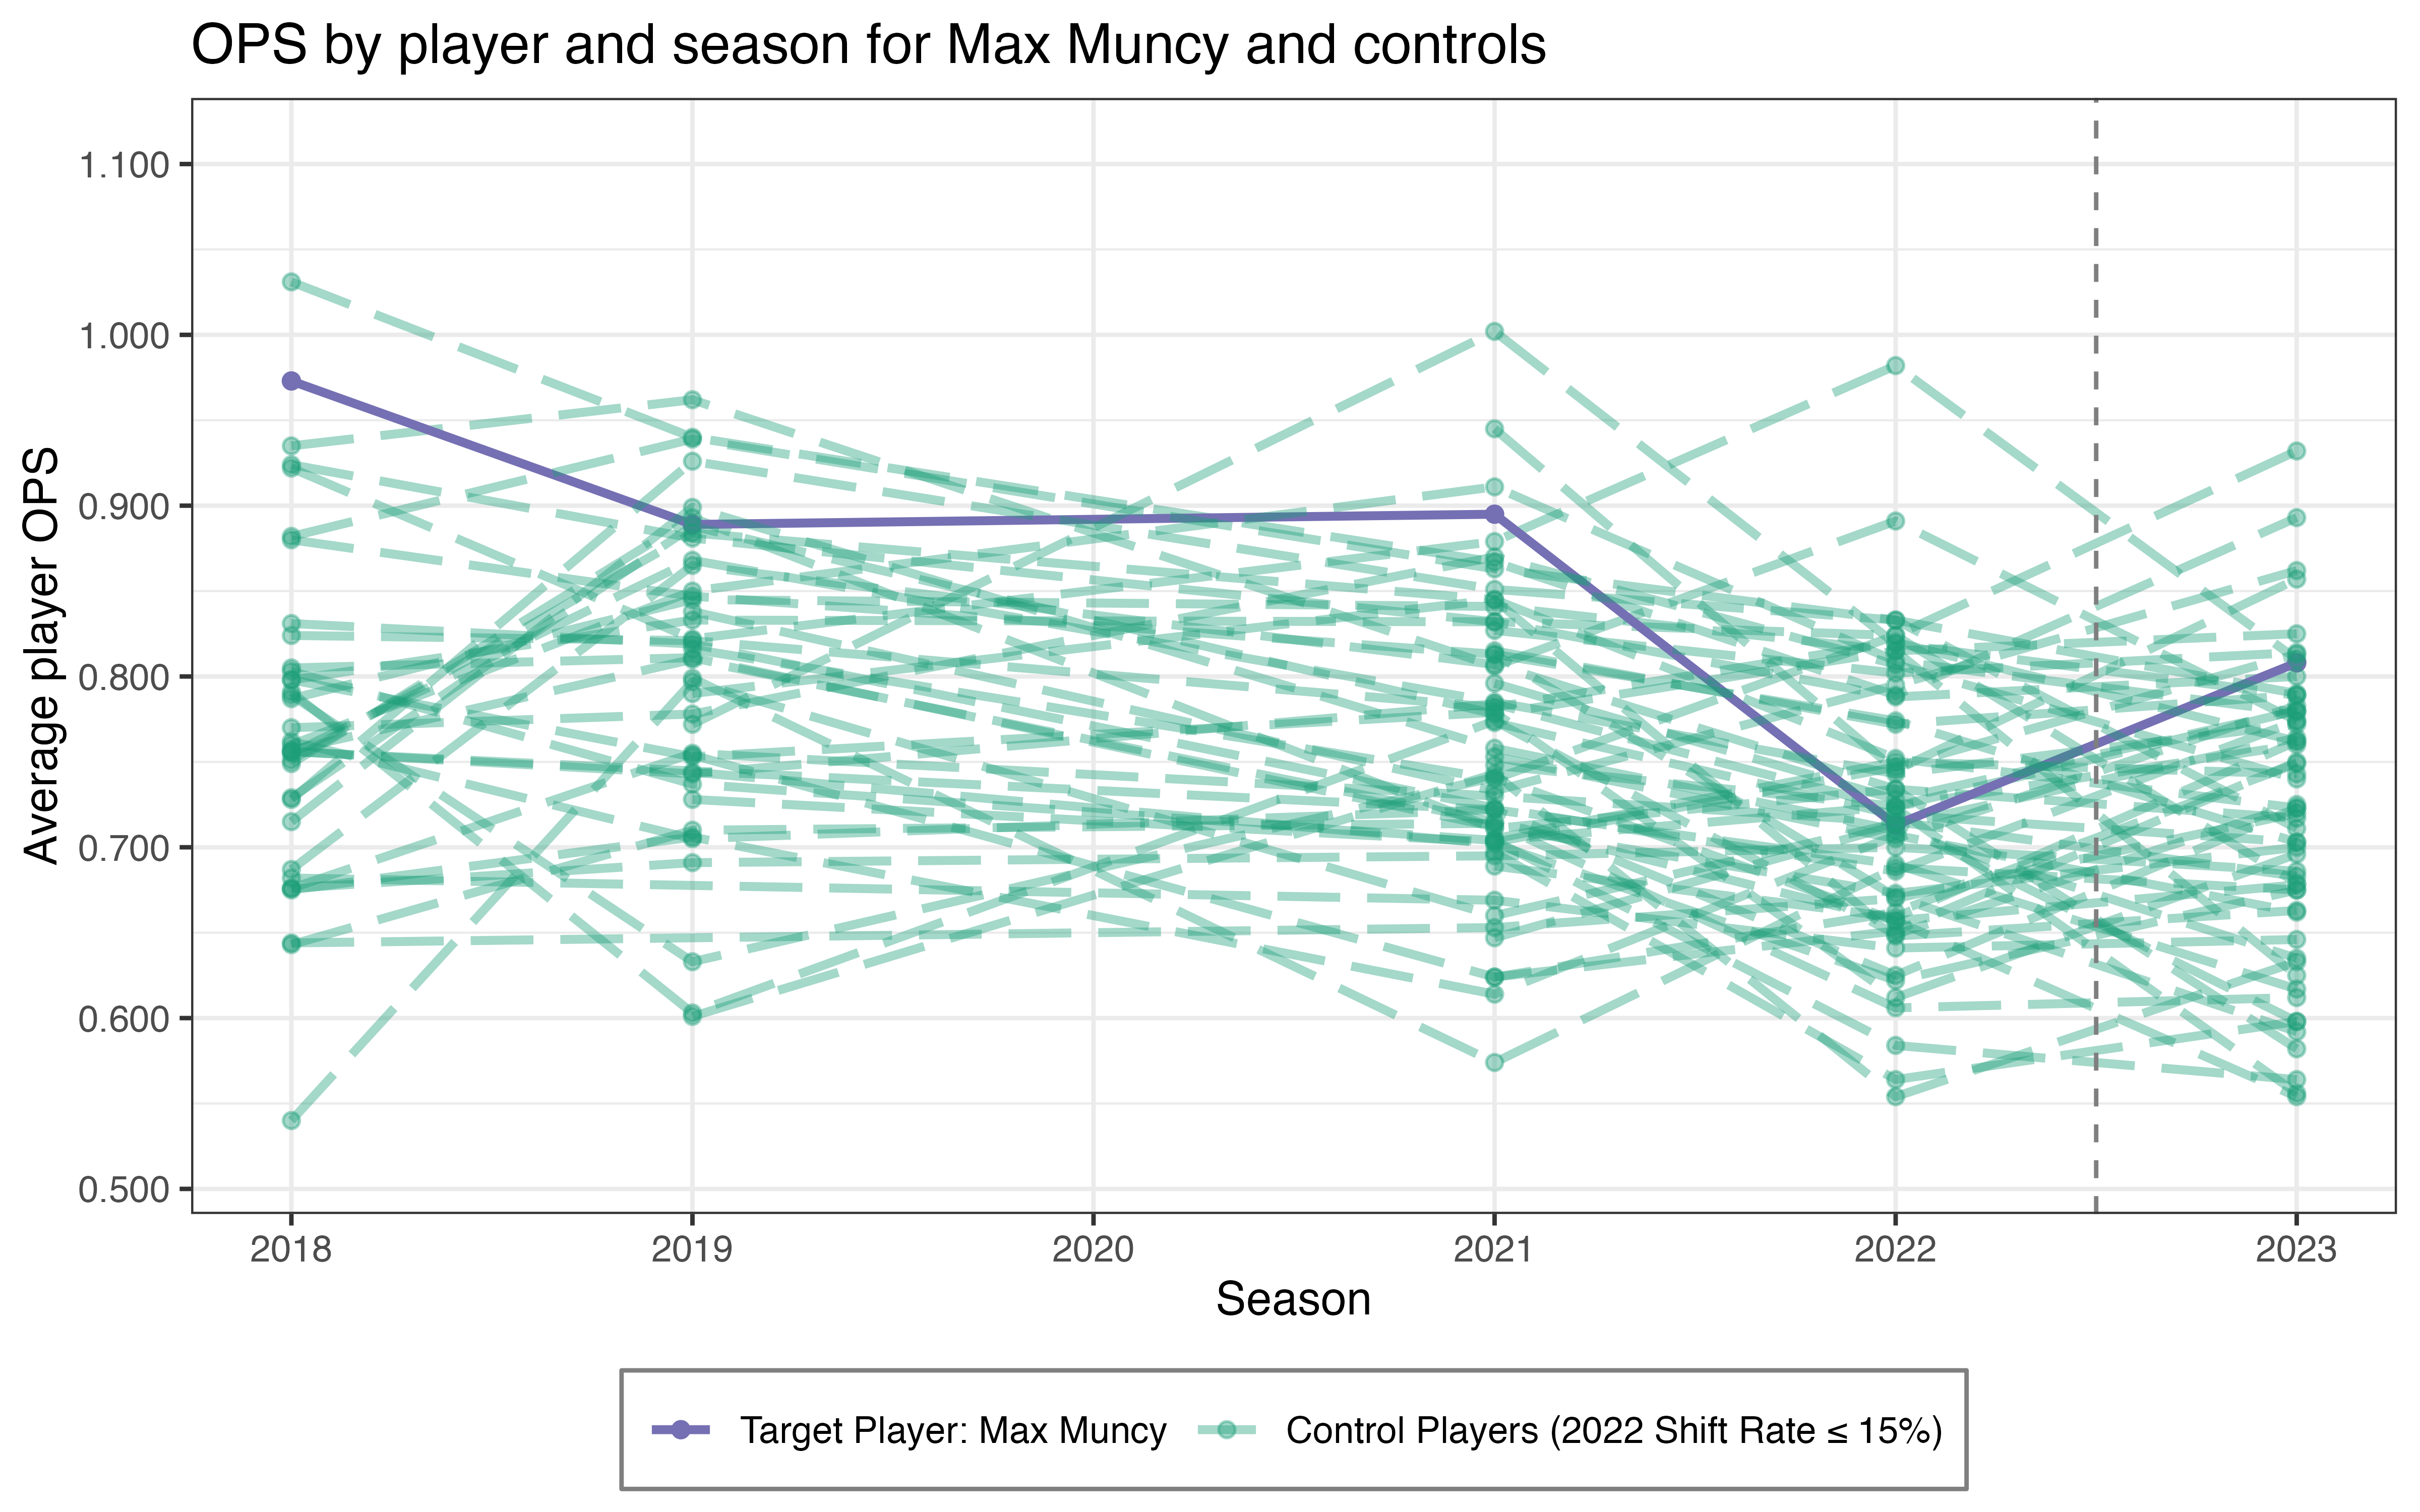 OPS by player and season for Max Muncy and controls
Average player OPS
1.100
1.000
0.900
0.800
0.700
0.600
0.500
2018 2019 2020 2021 2022 2023
Season
Target Player: Max Muncy Control Players (2022 Shift Rate ≤ 15%)